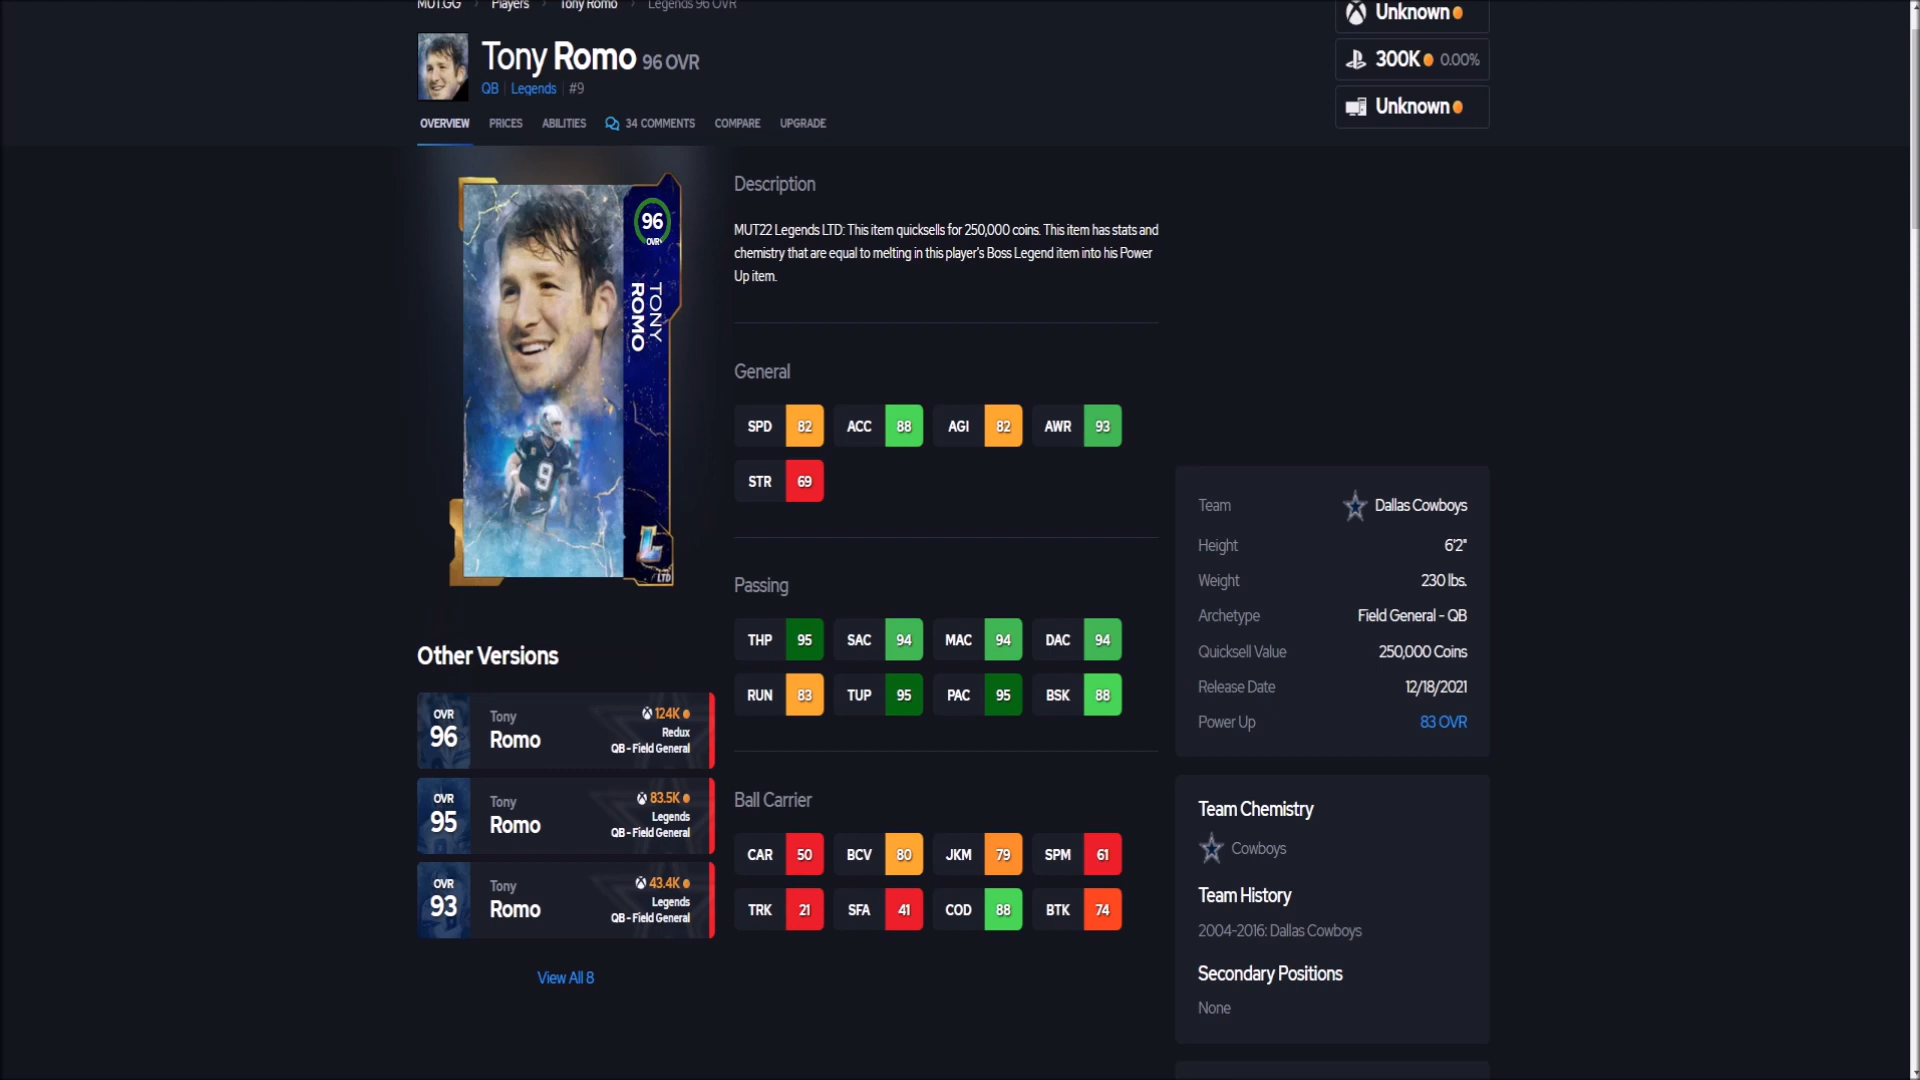 MUT.GG > Players > Tony Romo > Legends 96 OVR
Tony Romo 96 OVR
QB | Legends | #9
OVERVIEW PRICES ABILITIES 34 COMMENTS COMPARE UPGRADE
Unknown
300K 0.00%
Unknown
96
OVR
TONY
ROMO
L
LTD
Description
MUT22 Legends LTD: This item quicksells for 250,000 coins. This item has stats and
chemistry that are equal to melting in this player's Boss Legend item into his Power
Up item.
General
SPD 82 ACC 88 AGI 82 AWR 93
STR 69
Passing
THP 95 SAC 94 MAC 94 DAC 94
RUN 83 TUP 95 PAC 95 BSK 88
Ball Carrier
CAR 50 BCV 80 JKM 79 SPM 61
TRK 21 SFA 41 COD 88 BTK 74
Other Versions
OVR
96
Tony
Romo
124K
Redux
QB - Field General
OVR
95
Tony
Romo
83.5K
Legends
QB - Field General
OVR
93
Tony
Romo
43.4K
Legends
QB - Field General
View All 8
Team Dallas Cowboys
Height 6'2"
Weight 230 lbs.
Archetype Field General - QB
Quicksell Value 250,000 Coins
Release Date 12/18/2021
Power Up 83 OVR
Team Chemistry
Cowboys
Team History
2004-2016: Dallas Cowboys
Secondary Positions
None